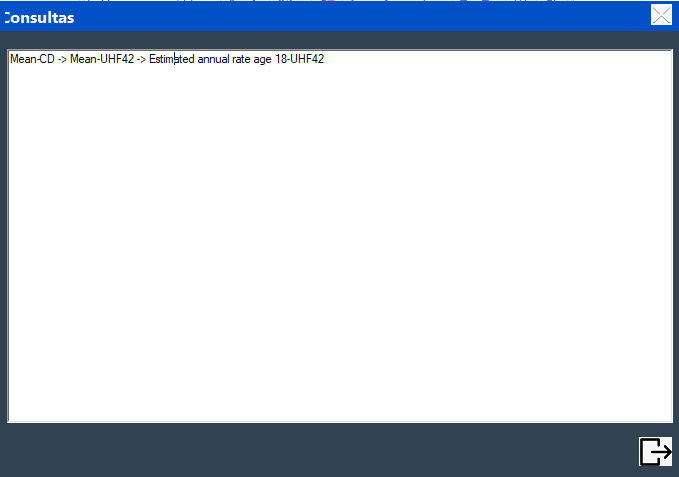 Consultas
Mean-CD -> Mean-UHF42 -> Estimated annual rate age 18-UHF42